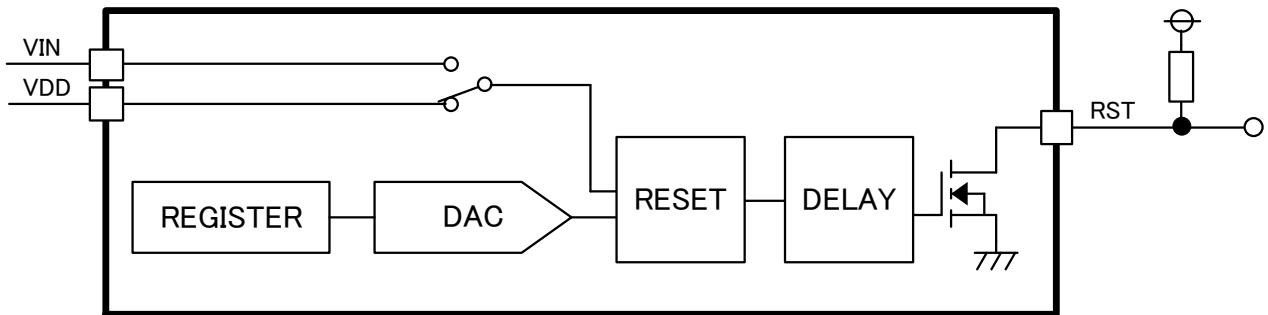 VIN
VDD
RST
REGISTER
DAC
RESET
DELAY